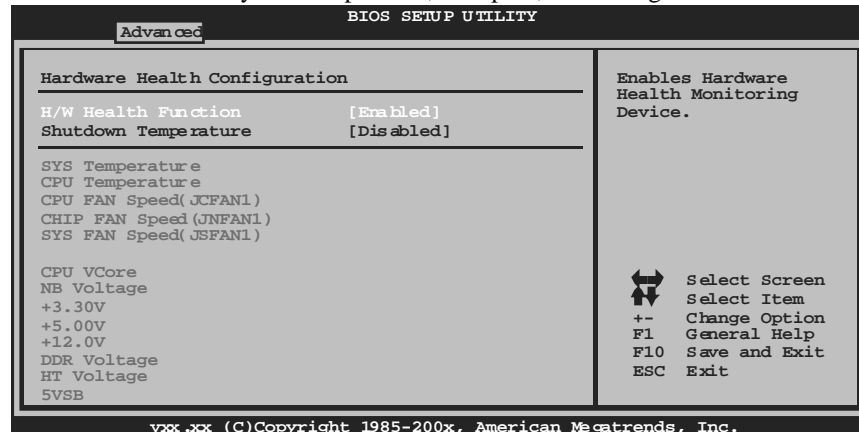 BIOS SETUP UTILITY
Advanced
Hardware Health Configuration
H/W Health Function [Enabled]
Shutdown Temperature [Disabled]
SYS Temperature
CPU Temperature
CPU FAN Speed(JCFAN1)
CHIP FAN Speed(JNFAN1)
SYS FAN Speed(JSFAN1)
CPU VCore
NB Voltage
+3.30V
+5.00V
+12.0V
DDR Voltage
HT Voltage
5VSB
Enables Hardware
Health Monitoring
Device.
Select Screen
Select Item
+- Change Option
F1 General Help
F10 Save and Exit
ESC Exit
vxx.xx (C)Copyright 1985-200x, American Megatrends, Inc.